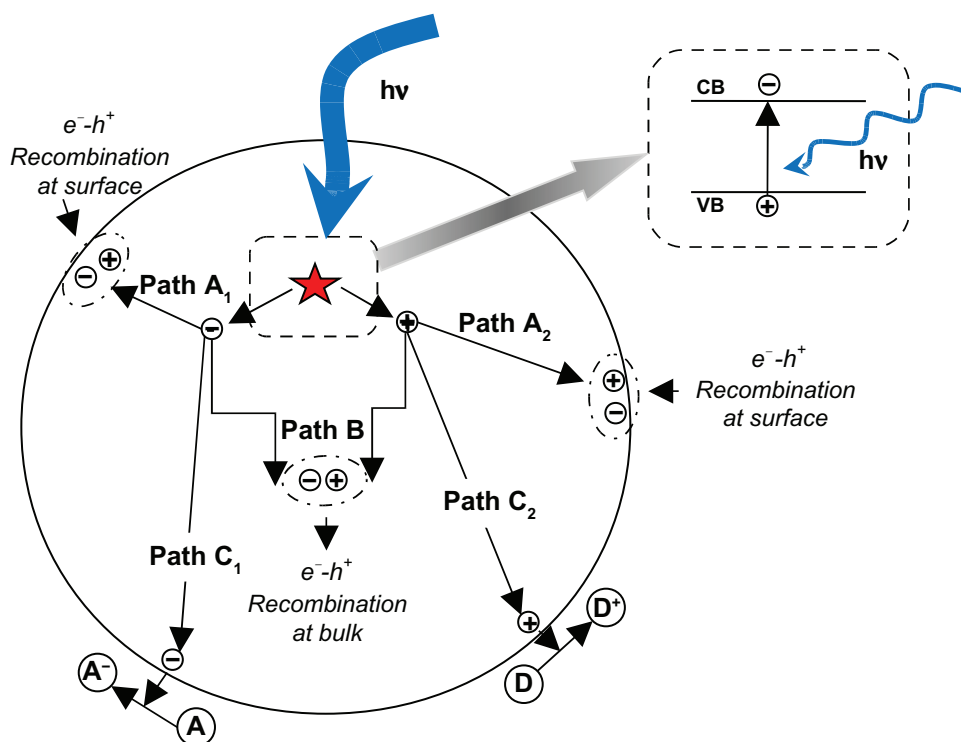 hν
CB
−
hν
VB
+
e⁻-h⁺
Recombination
at surface
− +
Path A₁
−
+
Path A₂
e⁻-h⁺
Recombination
at surface
+
−
Path B
− +
Path C₂
Path C₁
e⁻-h⁺
Recombination
at bulk
+
D⁺
−
A⁻
D
A